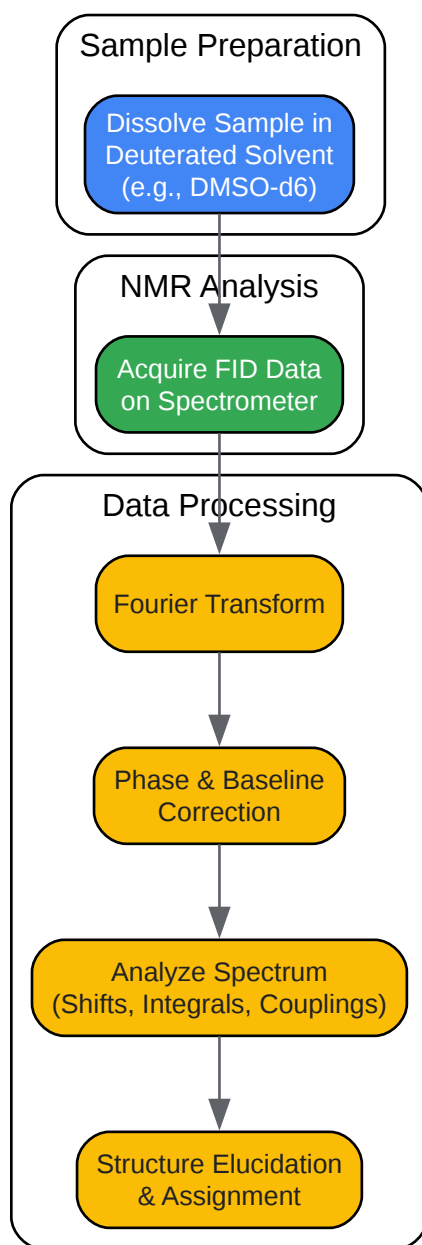 Sample Preparation
Dissolve Sample in
Deuterated Solvent
(e.g., DMSO-d6)
NMR Analysis
Acquire FID Data
on Spectrometer
Data Processing
Fourier Transform
Phase & Baseline
Correction
Analyze Spectrum
(Shifts, Integrals, Couplings)
Structure Elucidation
& Assignment